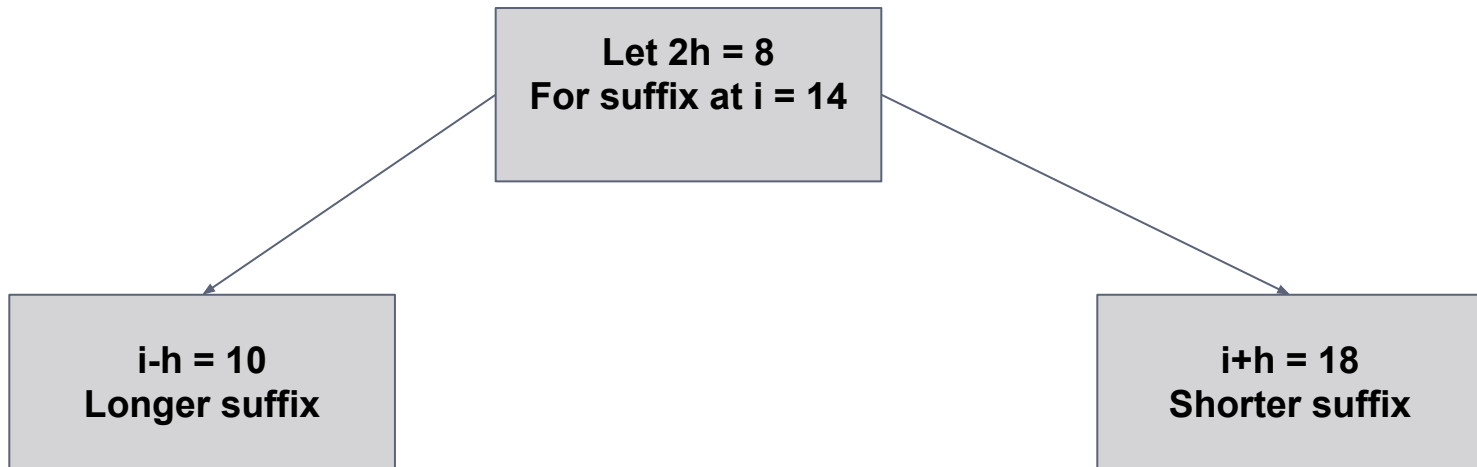 Let 2h = 8
For suffix at i = 14
i-h = 10
Longer suffix
i+h = 18
Shorter suffix